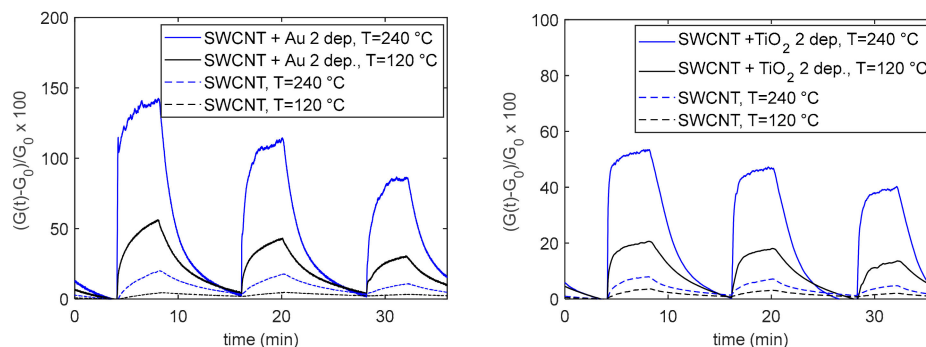 200
150
100
50
0
(G(t)-G0)/G0 x 100
SWCNT + Au 2 dep, T=240 °C
SWCNT + Au 2 dep., T=120 °C
SWCNT, T=240 °C
SWCNT, T=120 °C
0 10 20 30
time (min)
100
80
60
40
20
0
(G(t)-G0)/G0 x 100
SWCNT +TiO2 2 dep, T=240 °C
SWCNT + TiO2 2 dep., T=120 °C
SWCNT, T=240 °C
SWCNT, T=120 °C
0 10 20 30
time (min)